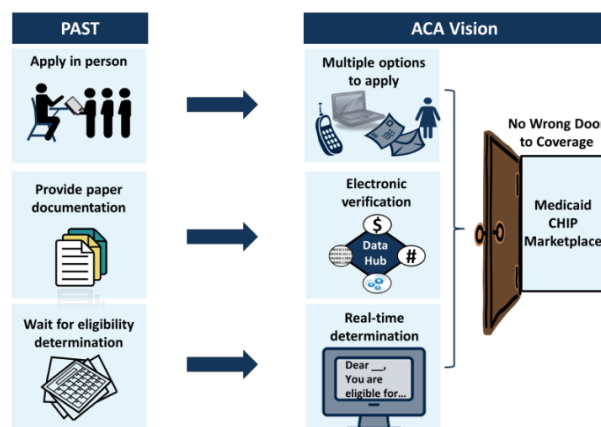 PAST
ACA Vision
Apply in person
Multiple options
to apply
No Wrong Door
to Coverage
Provide paper
documentation
Electronic
verification
$
Data
Hub
#
Medicaid
CHIP
Marketplace
Wait for eligibility
determination
Real-time
determination
Dear __,
You are
eligible for...